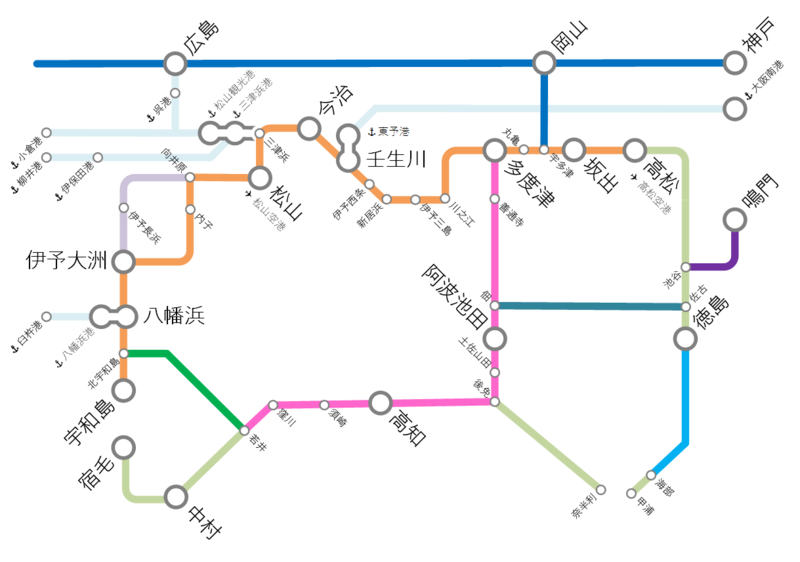 広島
岡山
神戸
⚓大阪南港
⚓呉港
⚓松山観光港
⚓三津浜港
今治
⚓東予港
⚓小倉港
⚓柳井港
⚓伊保田港
向井原
三津浜
壬生川
丸亀
宇多津
多度津
坂出
高松
✈高松空港
松山
✈松山空港
伊予西条
新居浜
伊予三島
川之江
善通寺
鳴門
伊予長浜
内子
伊予大洲
池谷
佐古
徳島
佃
阿波池田
八幡浜
⚓臼杵港
⚓八幡浜港
北宇和島
宇和島
土佐山田
後免
窪川
須崎
高知
若井
宿毛
中村
奈半利
海部
甲浦